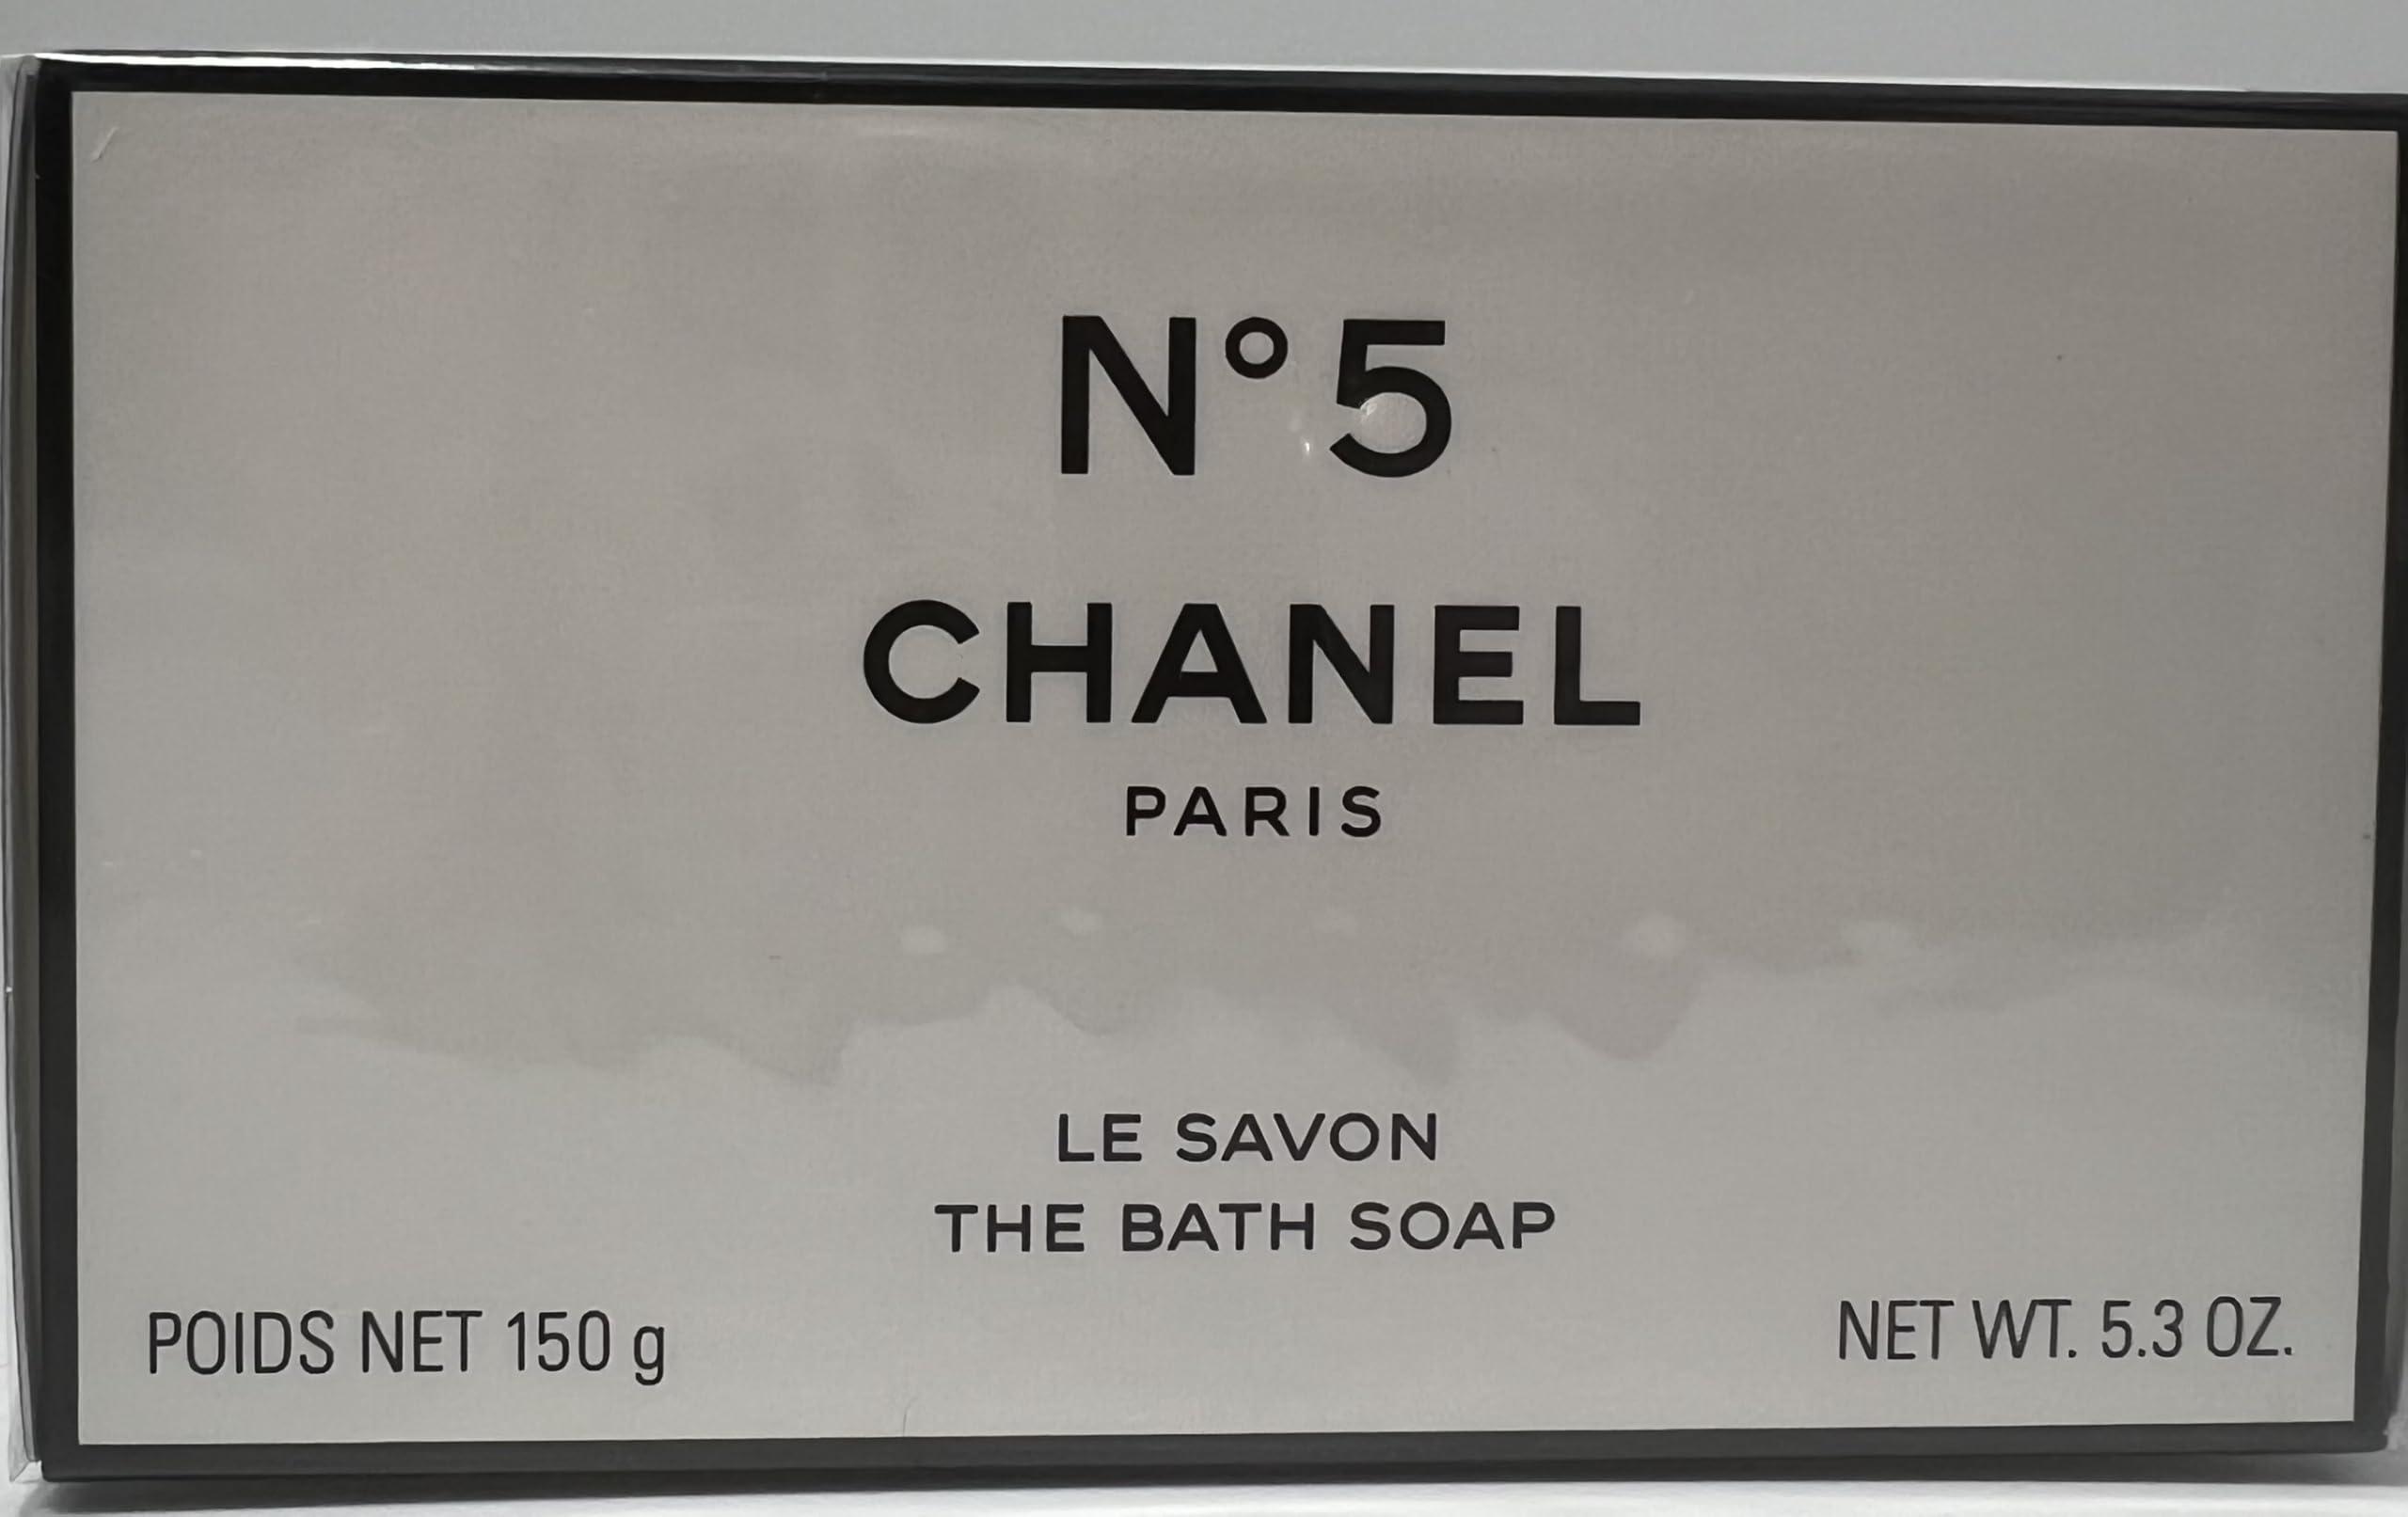 N°5
CHANEL
PARIS
LE SAVON
THE BATH SOAP
POIDS NET 150 g
NET WT. 5.3 OZ.